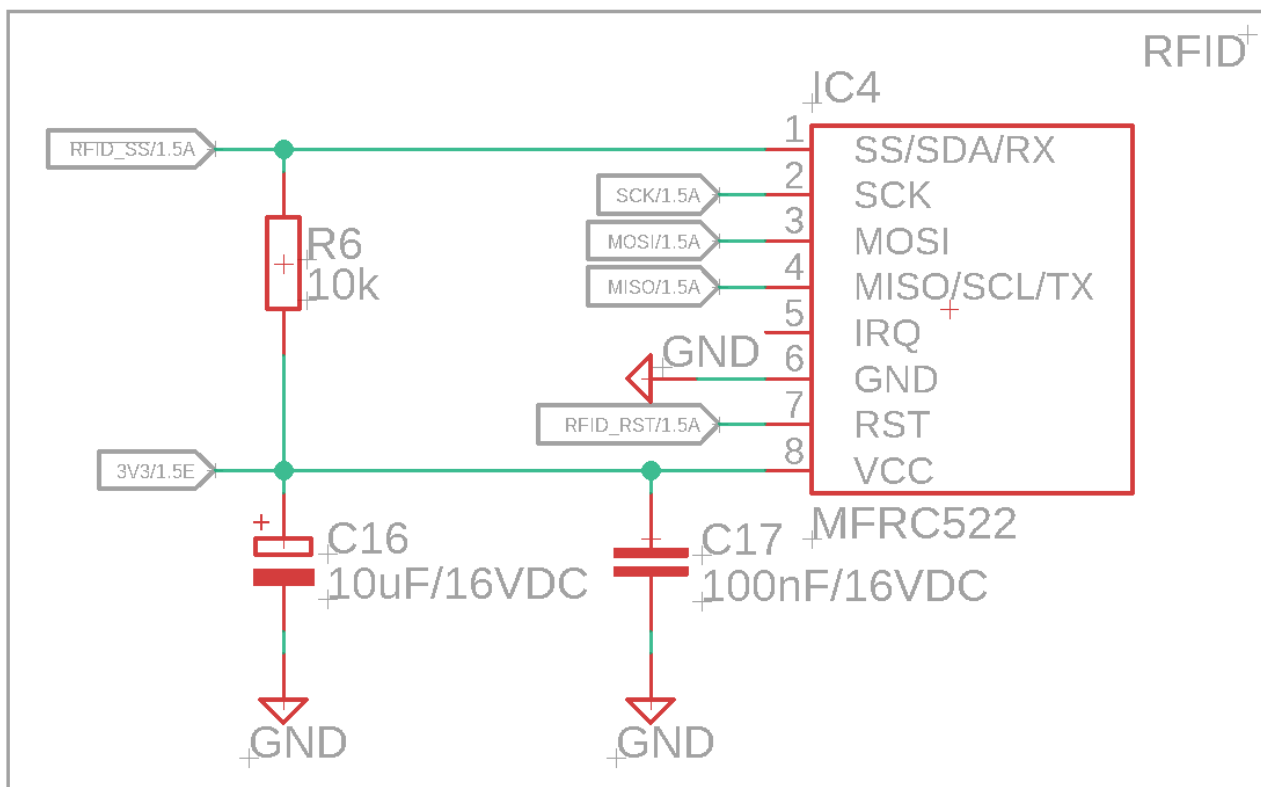 RFID
IC4
RFID_SS/1.5A
1
SS/SDA/RX
SCK/1.5A
2
SCK
MOSI/1.5A
3
MOSI
MISO/1.5A
4
MISO/SCL/TX
5
IRQ
GND
6
GND
RFID_RST/1.5A
7
RST
3V3/1.5E
8
VCC
R6
10k
MFRC522
+
C16
10uF/16VDC
C17
100nF/16VDC
GND
GND